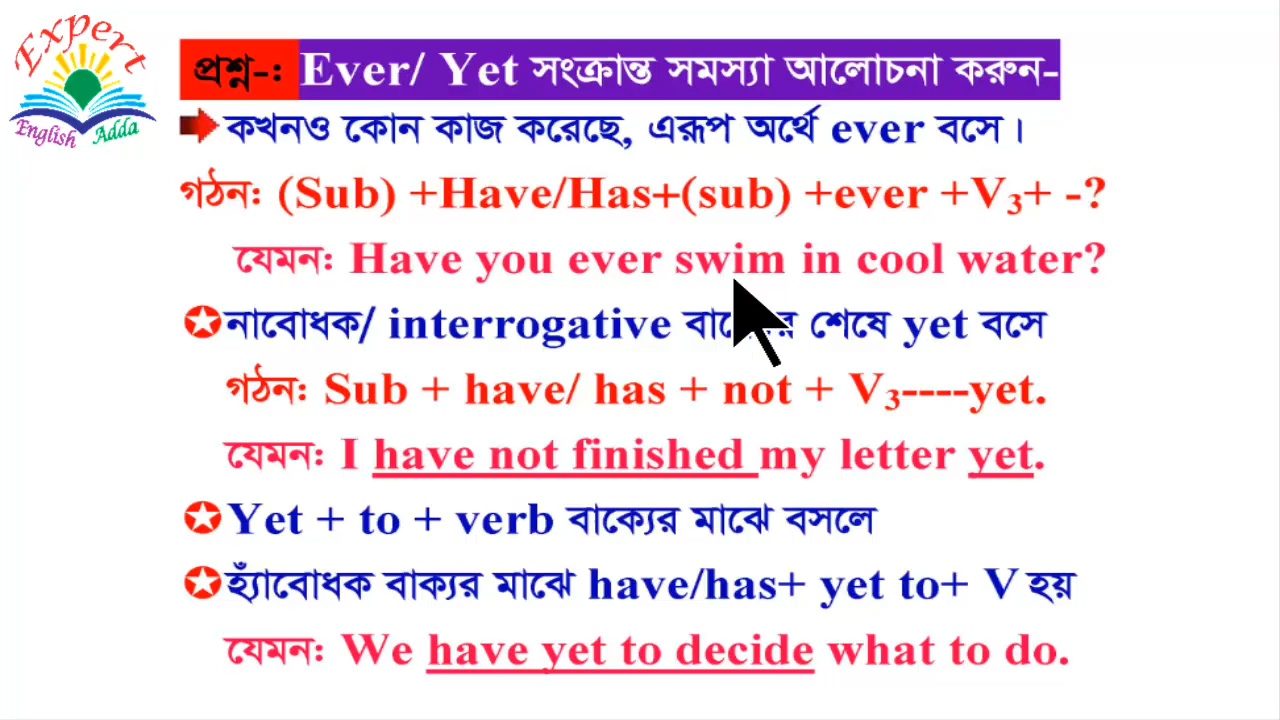 Expert
English Adda
প্রশ্ন-ঃ Ever/ Yet সংক্রান্ত সমস্যা আলোচনা করুন-
কখনও কোন কাজ করেছে, এরূপ অর্থে ever বসে।
গঠনঃ (Sub) +Have/Has+(sub) +ever +V₃+ -?
যেমনঃ Have you ever swim in cool water?
নাবোধক/ interrogative শেষে yet বসে
গঠনঃ Sub + have/ has + not + V₃----yet.
যেমনঃ I have not finished my letter yet.
Yet + to + verb বাক্যের মাঝে বসলে
হ্যাঁবোধক বাক্যর মাঝে have/has+ yet to+ V হয়
যেমনঃ We have yet to decide what to do.